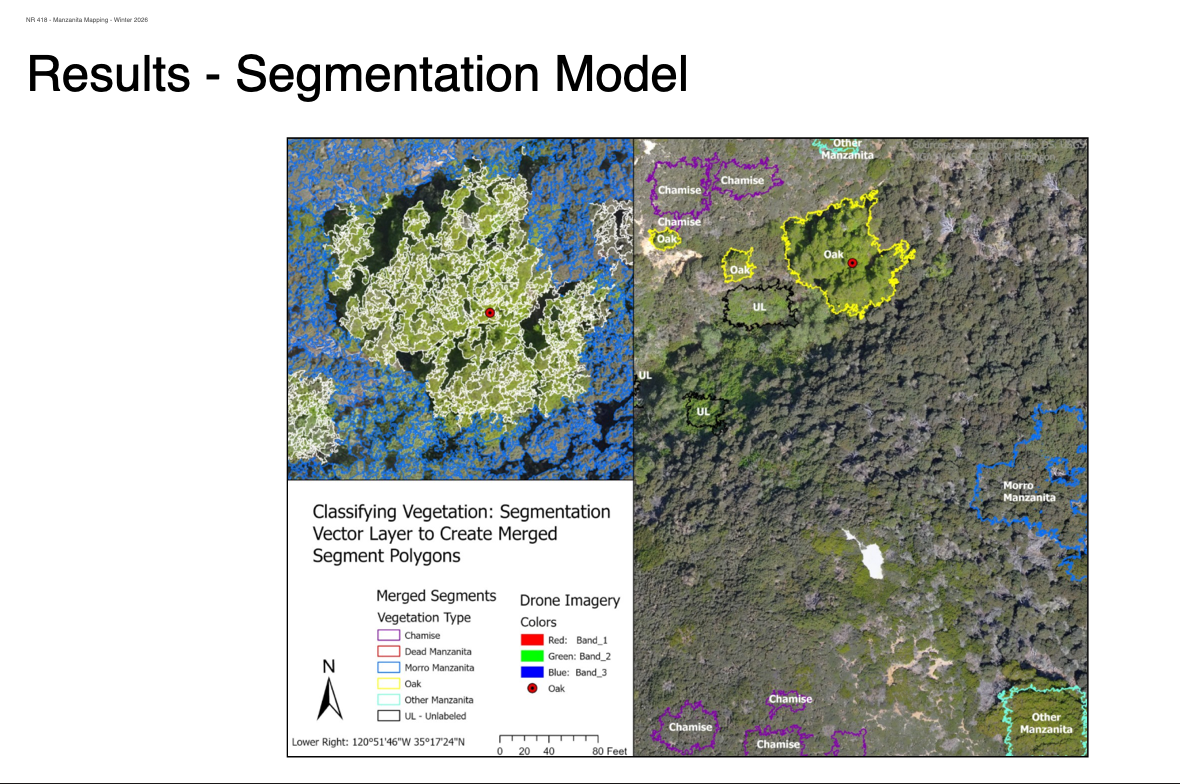 NR 418 - Manzanita Mapping - Winter 2026
Results - Segmentation Model
Other
Manzanita
Chamise
Chamise
Chamise
Oak
Oak
Oak
UL
UL
UL
Morro
Manzanita
Chamise
Chamise
Chamise
Other
Manzanita
Classifying Vegetation: Segmentation
Vector Layer to Create Merged
Segment Polygons
Merged Segments
Vegetation Type
Chamise
Dead Manzanita
Morro Manzanita
Oak
Other Manzanita
UL - Unlabeled
Drone Imagery
Colors
Red: Band_1
Green: Band_2
Blue: Band_3
Oak
N
Lower Right: 120°51'46"W 35°17'24"N
0 20 40 80 Feet